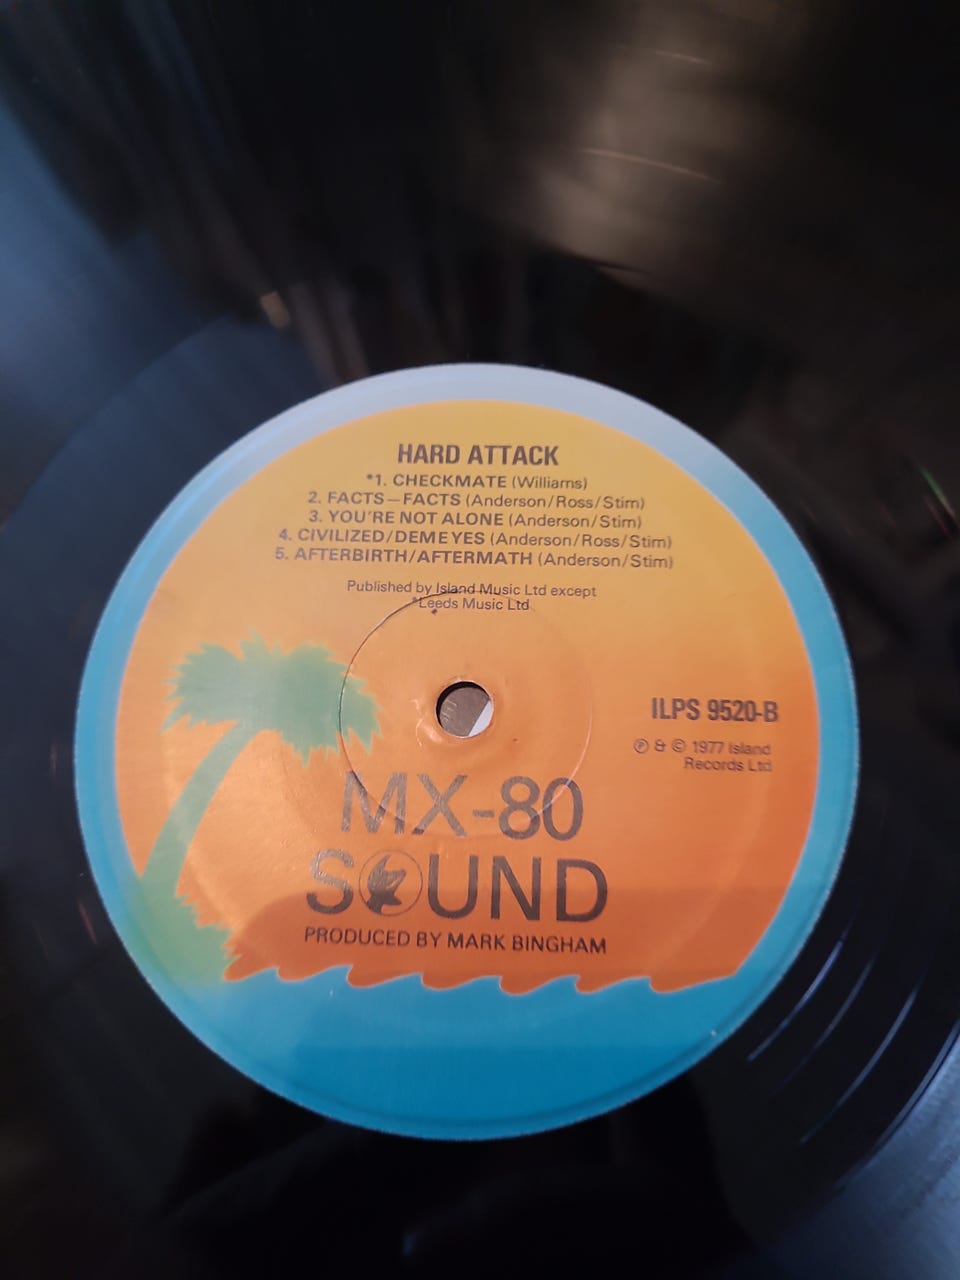 HARD ATTACK
*1. CHECKMATE (Williams)
2. FACTS—FACTS (Anderson/Ross/Stim)
3. YOU'RE NOT ALONE (Anderson/Stim)
4. CIVILIZED/DEMEYES (Anderson/Ross/Stim)
5. AFTERBIRTH/AFTERMATH (Anderson/Stim)
Published by Island Music Ltd except
*Leeds Music Ltd
ILPS 9520-B
℗ & © 1977 Island
Records Ltd
MX-80
SOUND
PRODUCED BY MARK BINGHAM